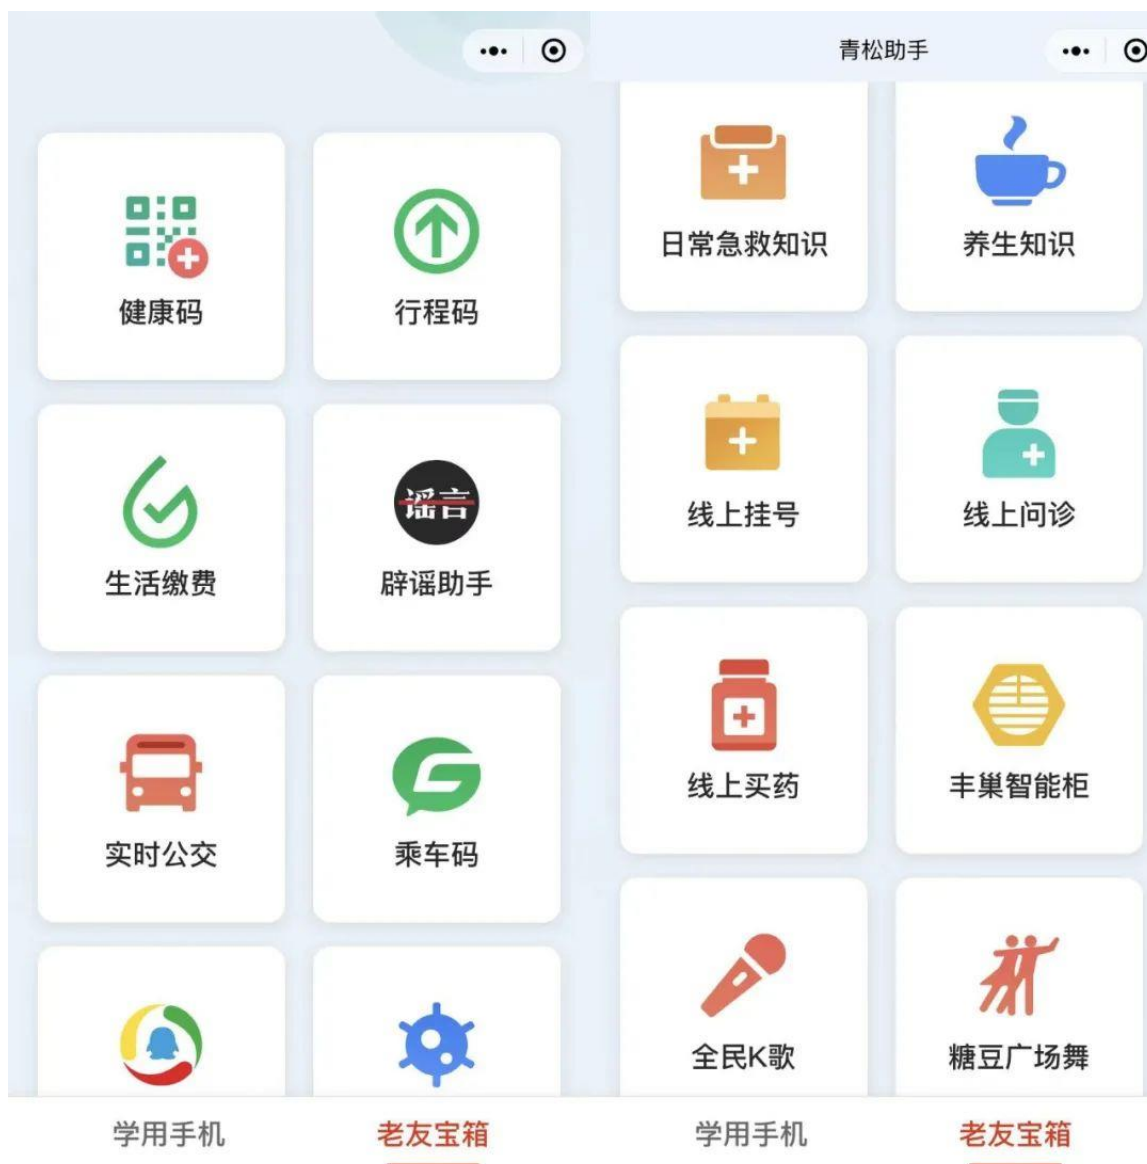 健康码
行程码
生活缴费
谣言
辟谣助手
实时公交
乘车码
学用手机
老友宝箱
青松助手
日常急救知识
养生知识
线上挂号
线上问诊
线上买药
丰巢智能柜
全民K歌
糖豆广场舞
学用手机
老友宝箱